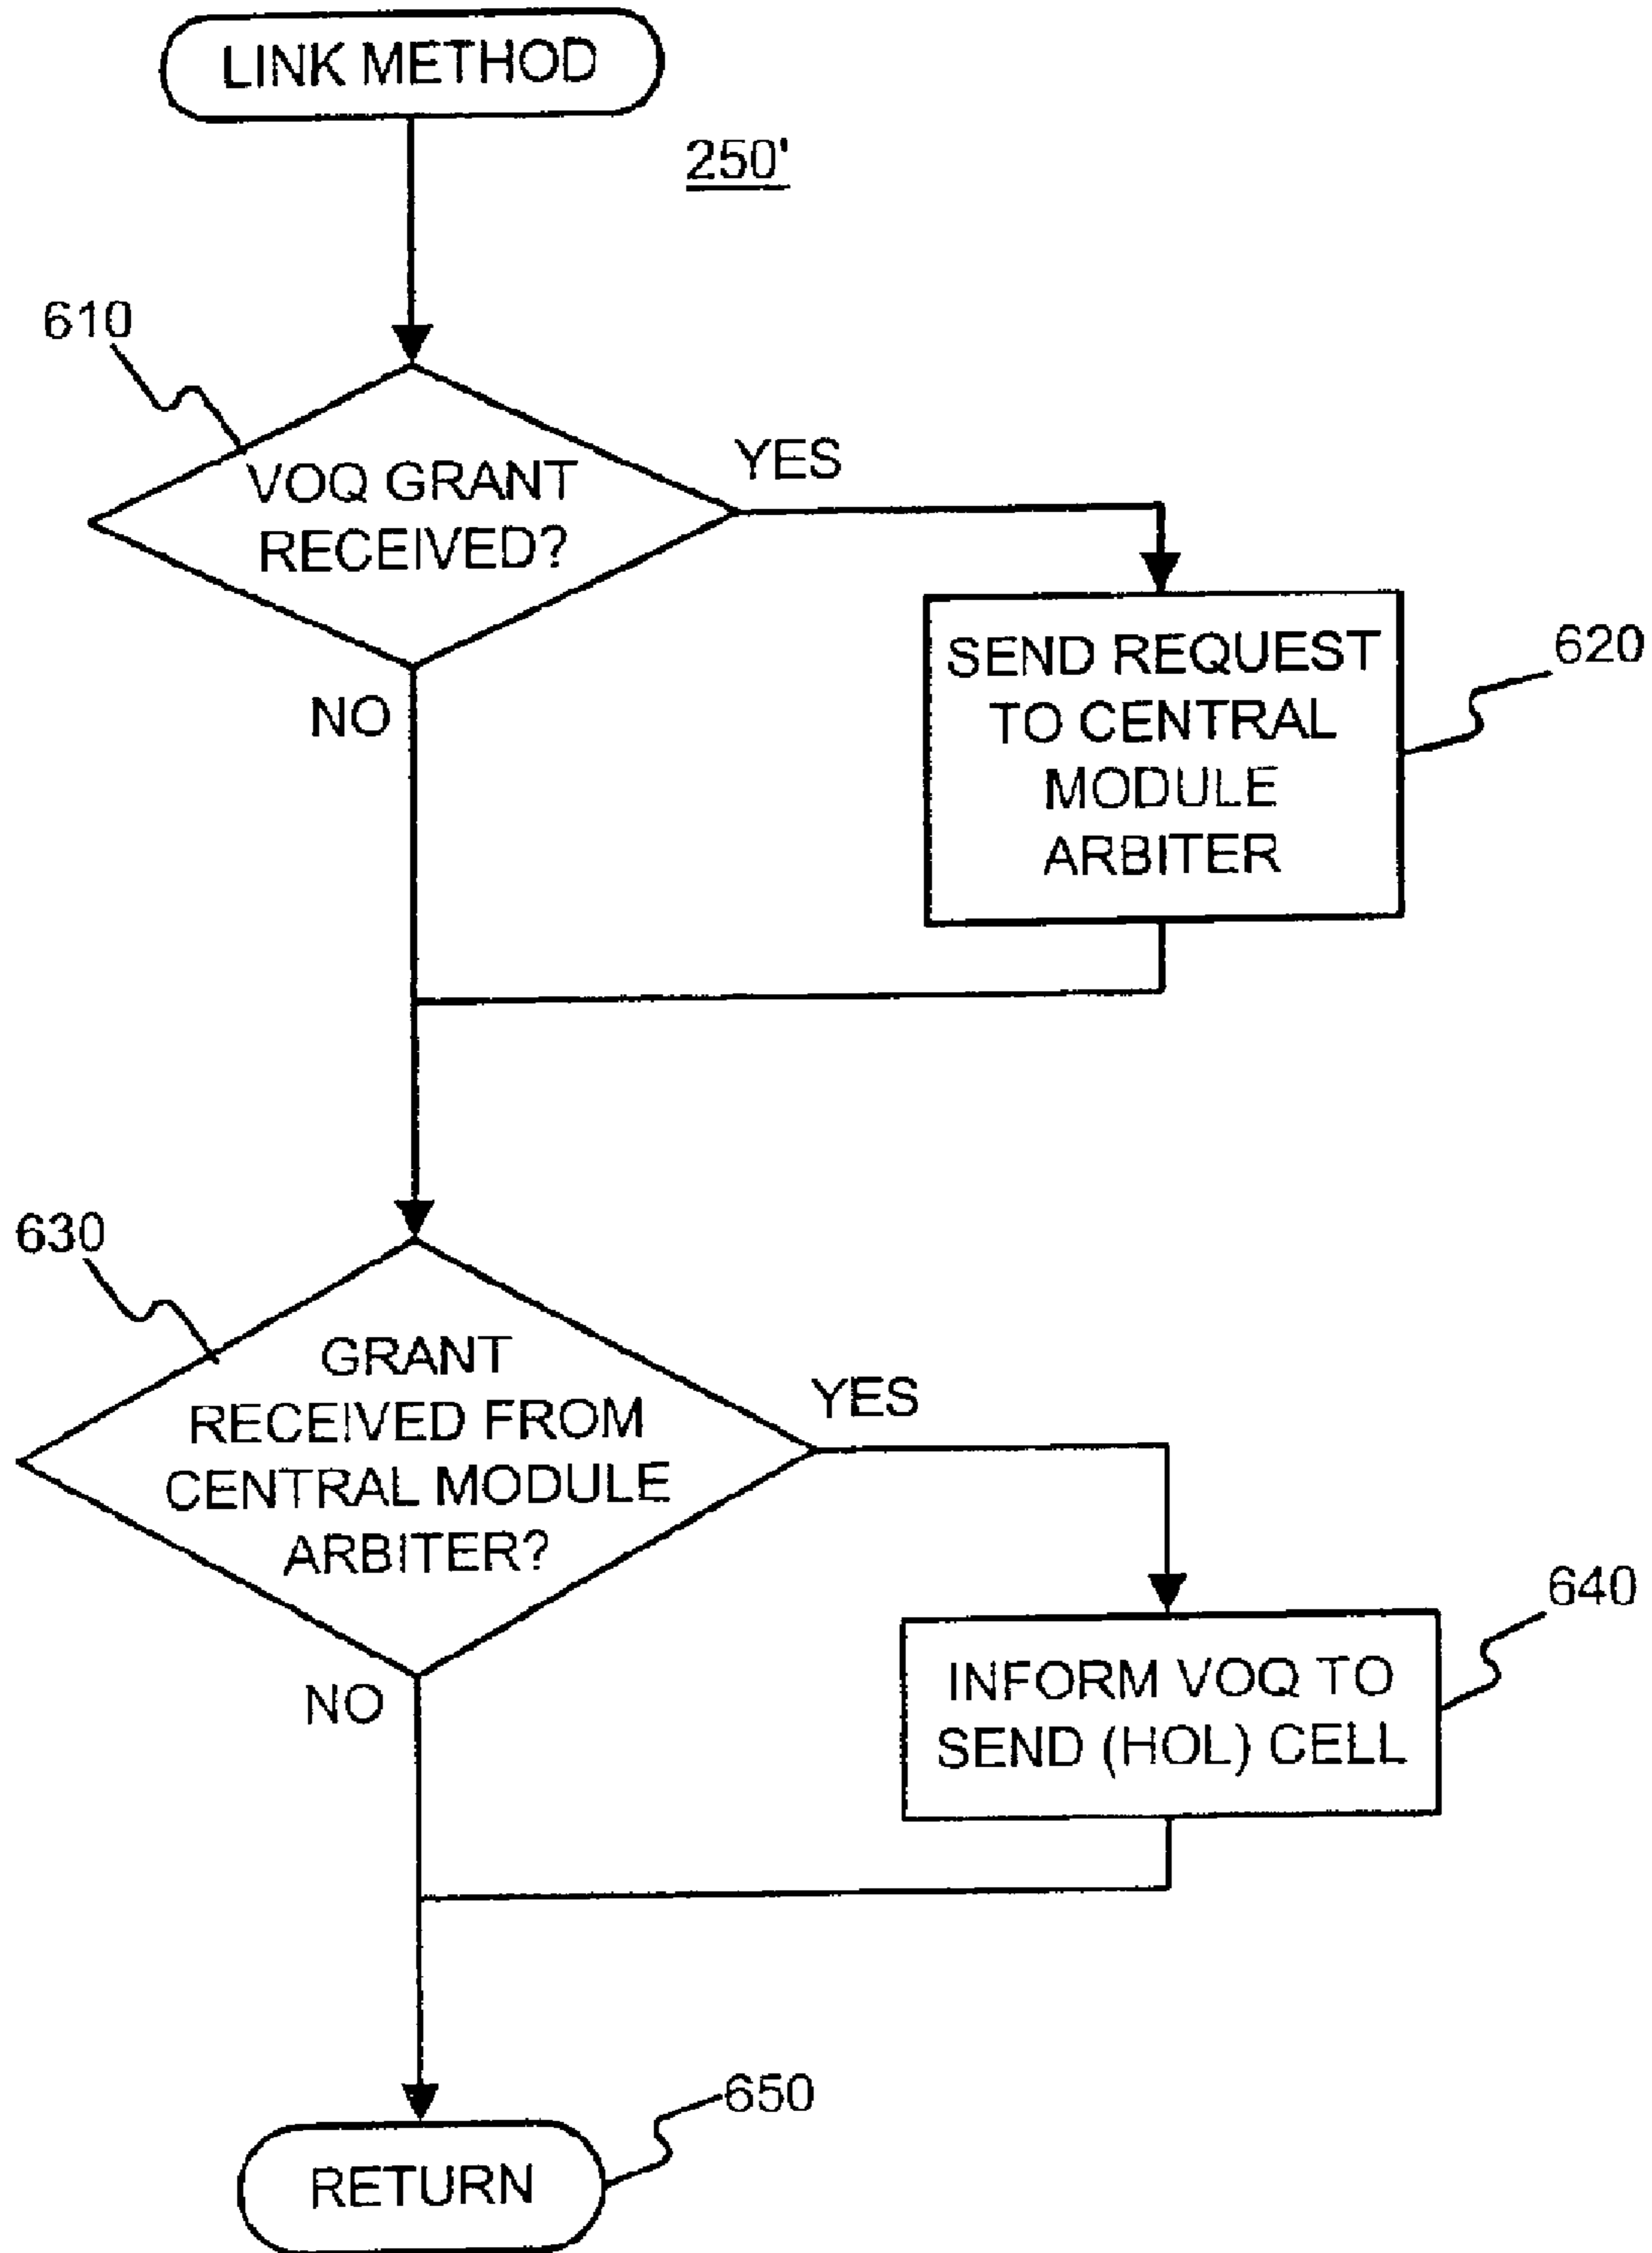 LINK METHOD
250'
610
VOQ GRANT
RECEIVED?
YES
NO
SEND REQUEST
TO CENTRAL
MODULE
ARBITER
620
630
GRANT
RECEIVED FROM
CENTRAL MODULE
ARBITER?
YES
NO
INFORM VOQ TO
SEND (HOL) CELL
640
RETURN
650